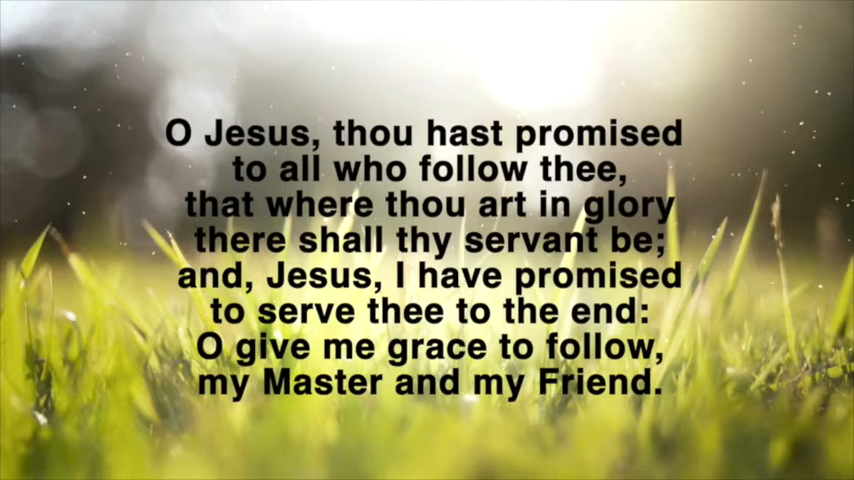 O Jesus, thou hast promised
to all who follow thee,
that where thou art in glory
there shall thy servant be;
and, Jesus, I have promised
to serve thee to the end:
O give me grace to follow,
my Master and my Friend.